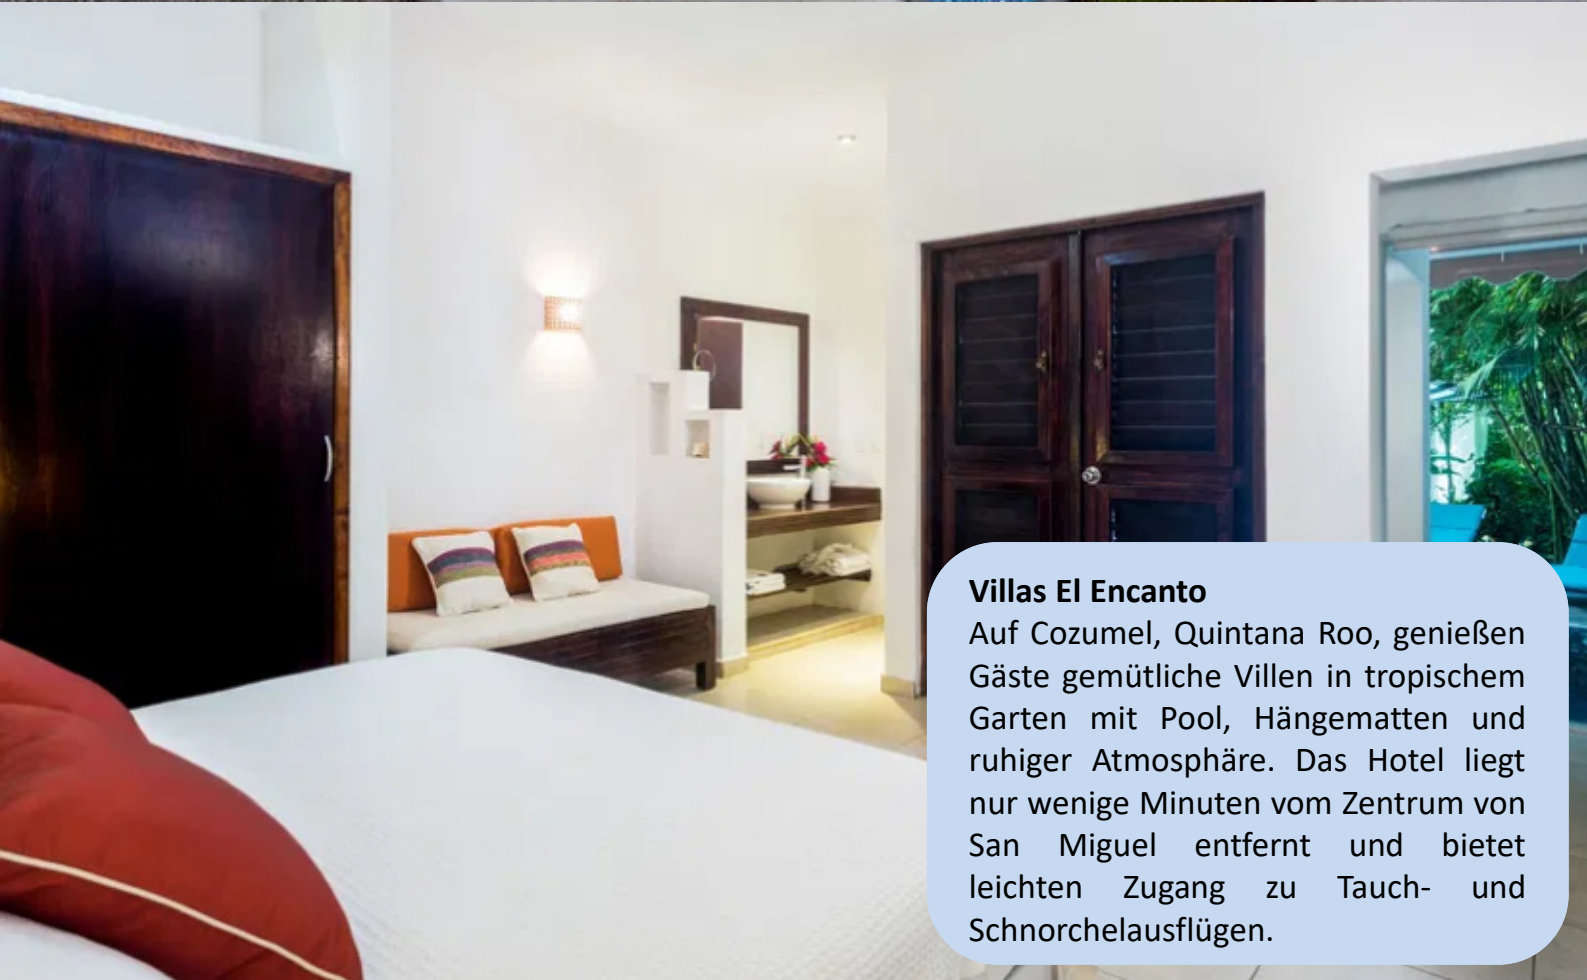 Villas El Encanto
Auf Cozumel, Quintana Roo, genießen
Gäste gemütliche Villen in tropischem
Garten mit Pool, Hängematten und
ruhiger Atmosphäre. Das Hotel liegt
nur wenige Minuten vom Zentrum von
San Miguel entfernt und bietet
leichten Zugang zu Tauch- und
Schnorchelausflügen.